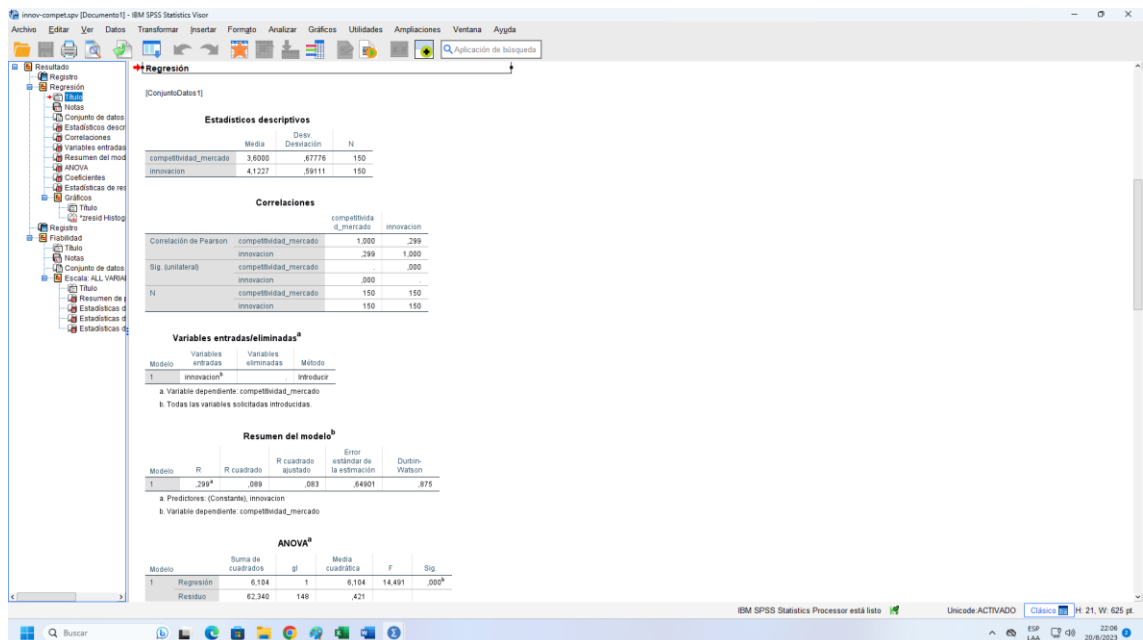 innov-compet.spv [Documento1] - IBM SPSS Statistics Visor
Archivo Editar Ver Datos Transformar Insertar Formato Analizar Gráficos Utilidades Ampliaciones Ventana Ayuda
Aplicación de búsqueda
Resultado
Registro
Regresión
Título
Notas
Conjunto de datos
Estadísticos descr
Correlaciones
Variables entradas
Resumen del mod
ANOVA
Coeficientes
Estadísticas de res
Gráficos
Título
*zresid Histog
Registro
Fiabilidad
Título
Notas
Conjunto de datos
Escala: ALL VARIAI
Título
Resumen de p
Estadísticas d
Estadísticas d
Estadísticas d
Regresión
[ConjuntoDatos1]
Estadísticos descriptivos
Media Desv. Desviación N
competitividad_mercado 3,6000 ,67776 150
innovacion 4,1227 ,59111 150
Correlaciones
competitivida d_mercado innovacion
Correlación de Pearson competitividad_mercado 1,000 ,299
innovacion ,299 1,000
Sig. (unilateral) competitividad_mercado . ,000
innovacion ,000 .
N competitividad_mercado 150 150
innovacion 150 150
Variables entradas/eliminadasa
Modelo Variables entradas Variables eliminadas Método
1 innovacionb . Introducir
a. Variable dependiente: competitividad_mercado
b. Todas las variables solicitadas introducidas.
Resumen del modelob
Modelo R R cuadrado R cuadrado ajustado Error estándar de la estimación Durbin-Watson
1 ,299a ,089 ,083 ,64901 ,875
a. Predictores: (Constante), innovacion
b. Variable dependiente: competitividad_mercado
ANOVAa
Modelo Suma de cuadrados gl Media cuadrática F Sig.
1 Regresión 6,104 1 6,104 14,491 ,000b
Residuo 62,340 148 ,421
IBM SPSS Statistics Processor está listo Unicode:ACTIVADO Clásico H: 21, W: 625 pt.
Buscar
ESP
LAA
22:06
20/8/2023